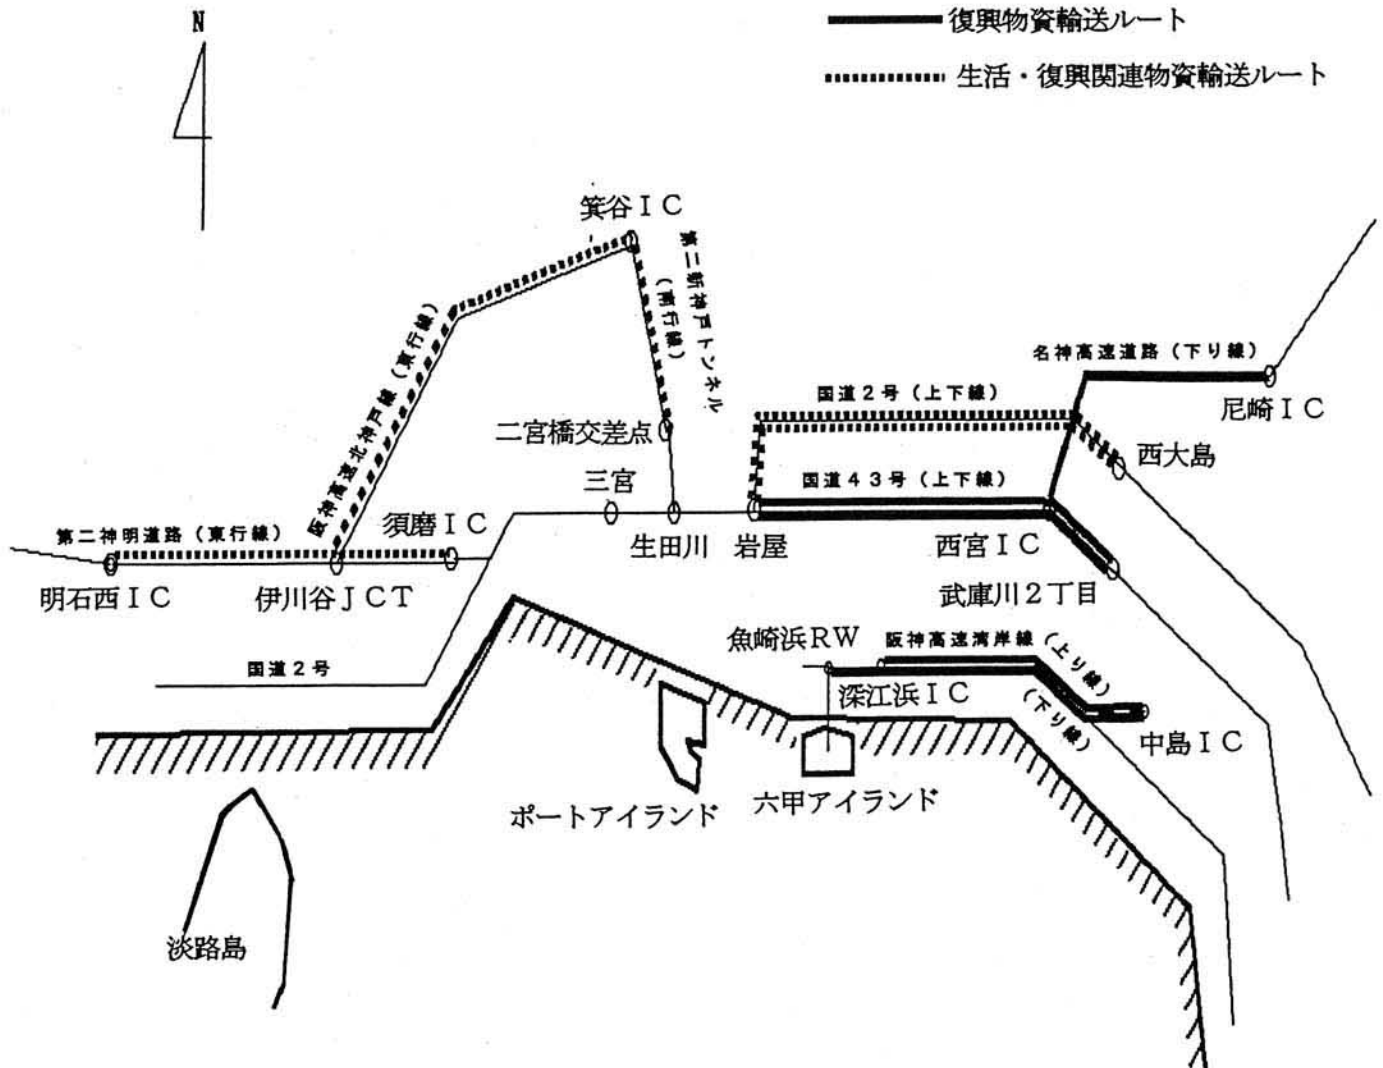 N
復興物資輸送ルート
生活・復興関連物資輸送ルート
箕谷ＩＣ
第二新神戸トンネル
（南行線）
阪神高速北神戸線（東行線）
名神高速道路（下り線）
尼崎ＩＣ
国道２号（上下線）
二宮橋交差点
西大島
三宮
国道４３号（上下線）
第二神明道路（東行線）
須磨ＩＣ
生田川
岩屋
西宮ＩＣ
明石西ＩＣ
伊川谷ＪＣＴ
武庫川２丁目
国道２号
魚崎浜RW
阪神高速湾岸線（上り線）
（下り線）
深江浜ＩＣ
中島ＩＣ
ポートアイランド
六甲アイランド
淡路島